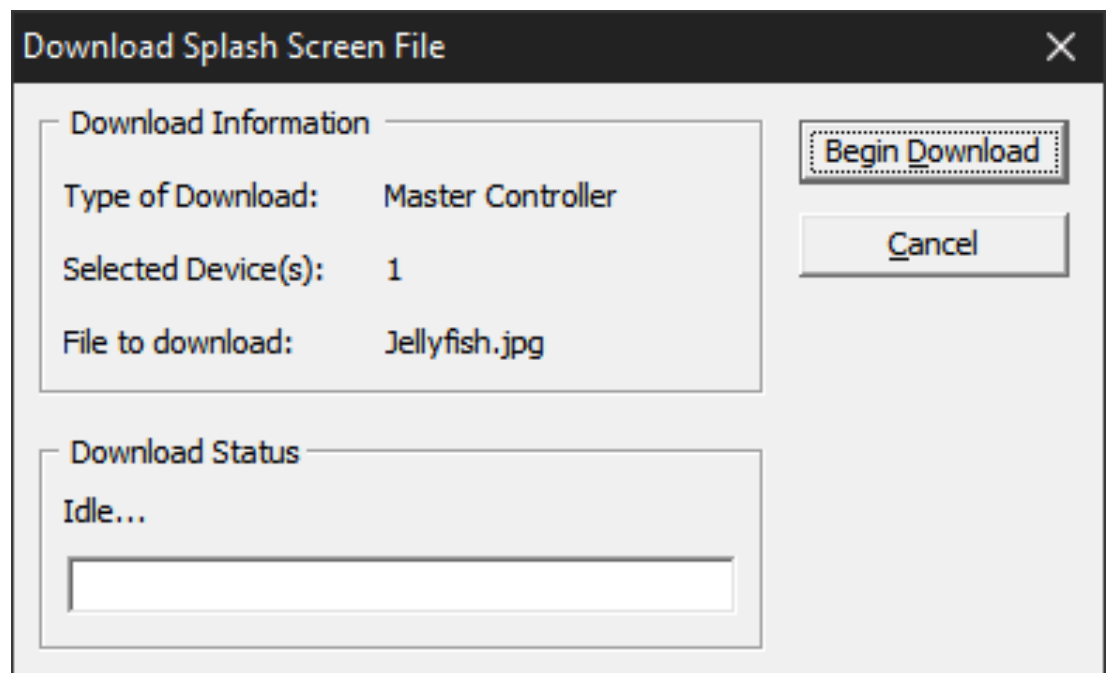 Download Splash Screen File
Download Information
Type of Download: Master Controller
Selected Device(s): 1
File to download: Jellyfish.jpg
Begin Download
Cancel
Download Status
Idle...